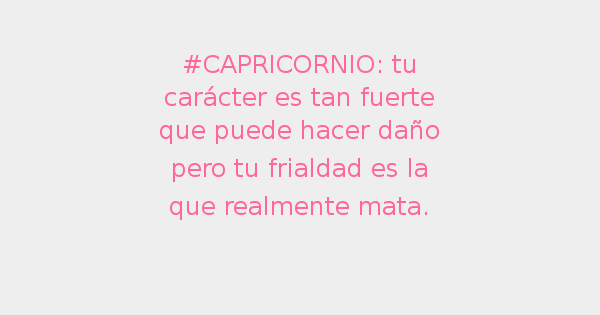 #CAPRICORNIO: tu
carácter es tan fuerte
que puede hacer daño
pero tu frialdad es la
que realmente mata.